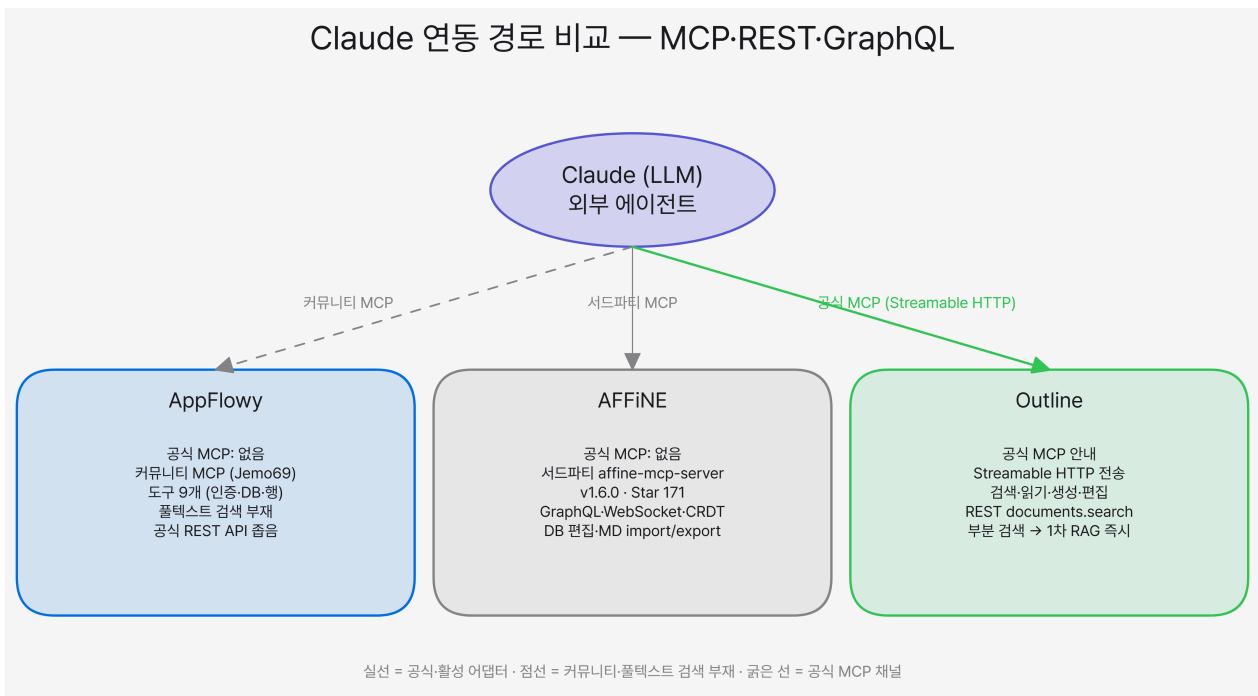 Claude 연동 경로 비교 — MCP·REST·GraphQL
Claude (LLM)
외부 에이전트
커뮤니티 MCP
서드파티 MCP
공식 MCP (Streamable HTTP)
AppFlowy
공식 MCP: 없음
커뮤니티 MCP (Jemo69)
도구 9개 (인증·DB·행)
풀텍스트 검색 부재
공식 REST API 좁음
AFFiNE
공식 MCP: 없음
서드파티 affine-mcp-server
v1.6.0 · Star 171
GraphQL·WebSocket·CRDT
DB 편집·MD import/export
Outline
공식 MCP 안내
Streamable HTTP 전송
검색·읽기·생성·편집
REST documents.search
부분 검색 → 1차 RAG 즉시
실선 = 공식·활성 어댑터 · 점선 = 커뮤니티·풀텍스트 검색 부재 · 굵은 선 = 공식 MCP 채널